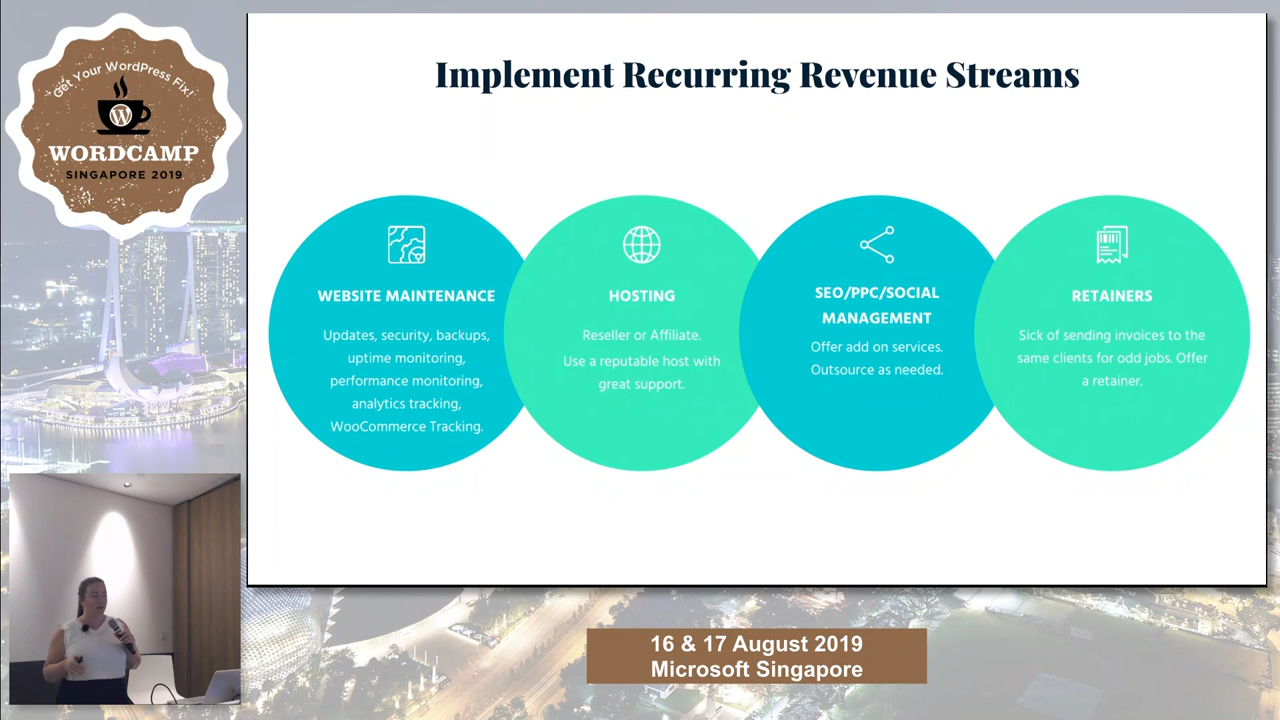 Get Your WordPress Fix!
WORDCAMP
SINGAPORE 2019
Implement Recurring Revenue Streams
WEBSITE MAINTENANCE
Updates, security, backups,
uptime monitoring,
performance monitoring,
analytics tracking,
WooCommerce Tracking.
HOSTING
Reseller or Affiliate.
Use a reputable host with
great support.
SEO/PPC/SOCIAL
MANAGEMENT
Offer add on services.
Outsource as needed.
RETAINERS
Sick of sending invoices to the
same clients for odd jobs. Offer
a retainer.
16 & 17 August 2019
Microsoft Singapore